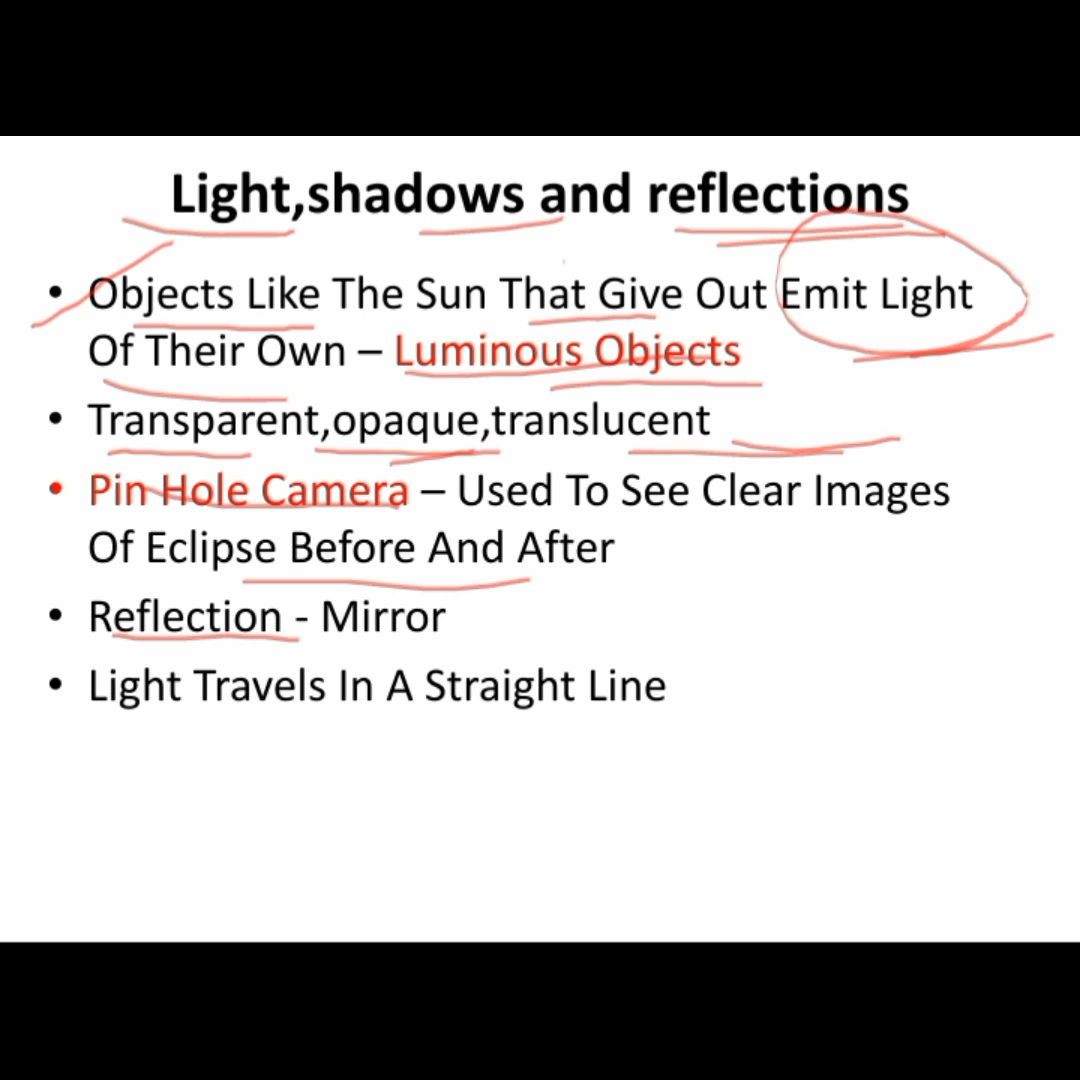 Light,shadows and reflections
• Objects Like The Sun That Give Out Emit Light
Of Their Own – Luminous Objects
• Transparent,opaque,translucent
• Pin Hole Camera – Used To See Clear Images
Of Eclipse Before And After
• Reflection - Mirror
• Light Travels In A Straight Line